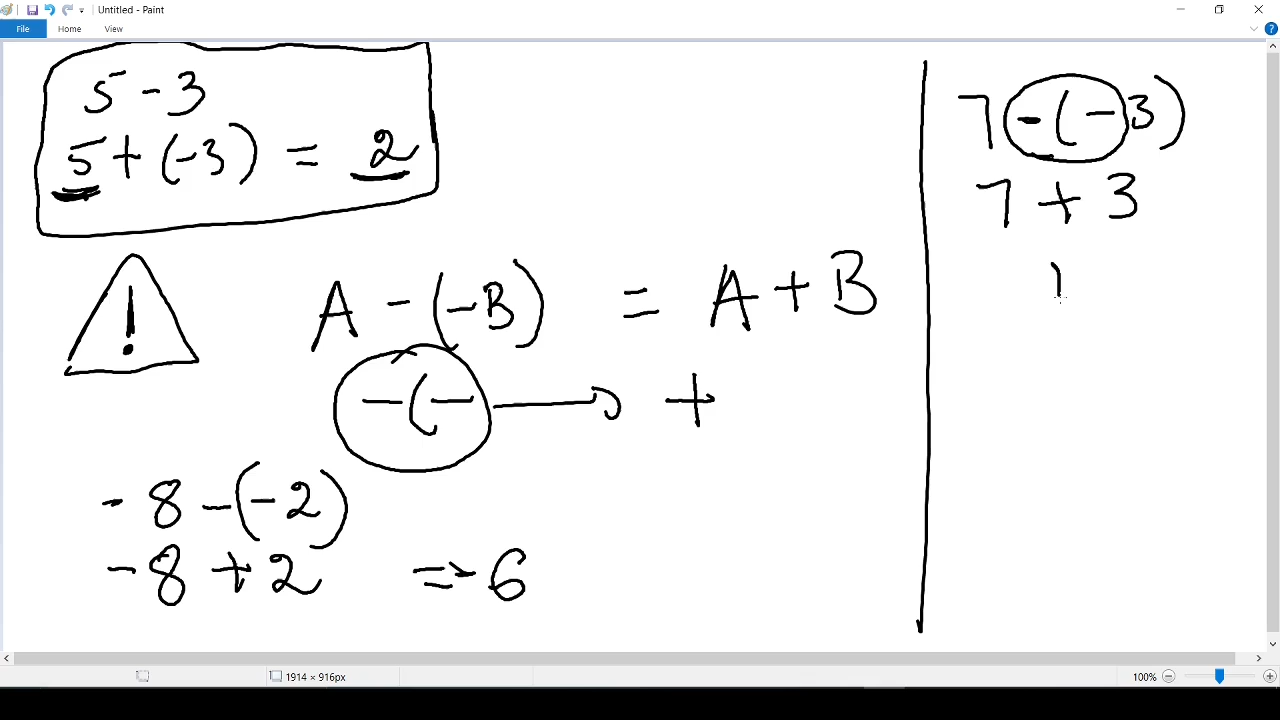 Untitled - Paint
File Home View
5 - 3
5 + (-3) = 2
!
A - (-B) = A + B
-(- → +
-8 -(-2)
-8 + 2 = -6
7 -(-3)
7 + 3
1
1914 × 916px
100%